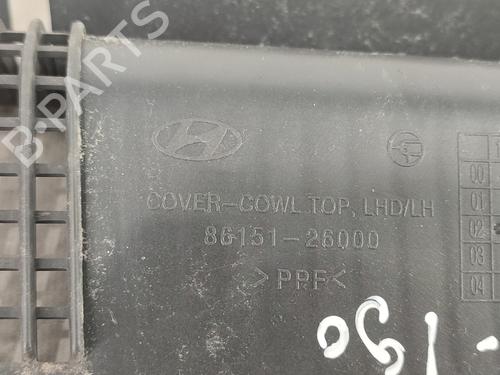 B-PARTS
COVER-COWL TOP, LHD/LH
86151-26000
>PPF<
00
01
02
03
04